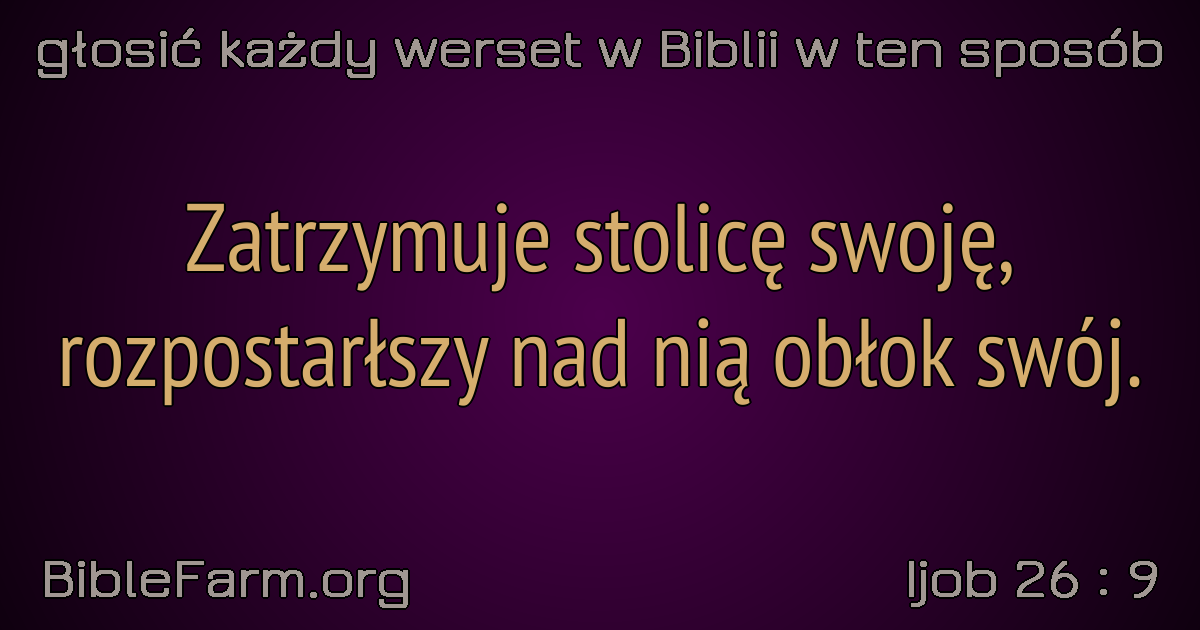 głosić każdy werset w Biblii w ten sposób
Zatrzymuje stolicę swoję,
rozpostarłszy nad nią obłok swój.
BibleFarm.org
Ijob 26 : 9